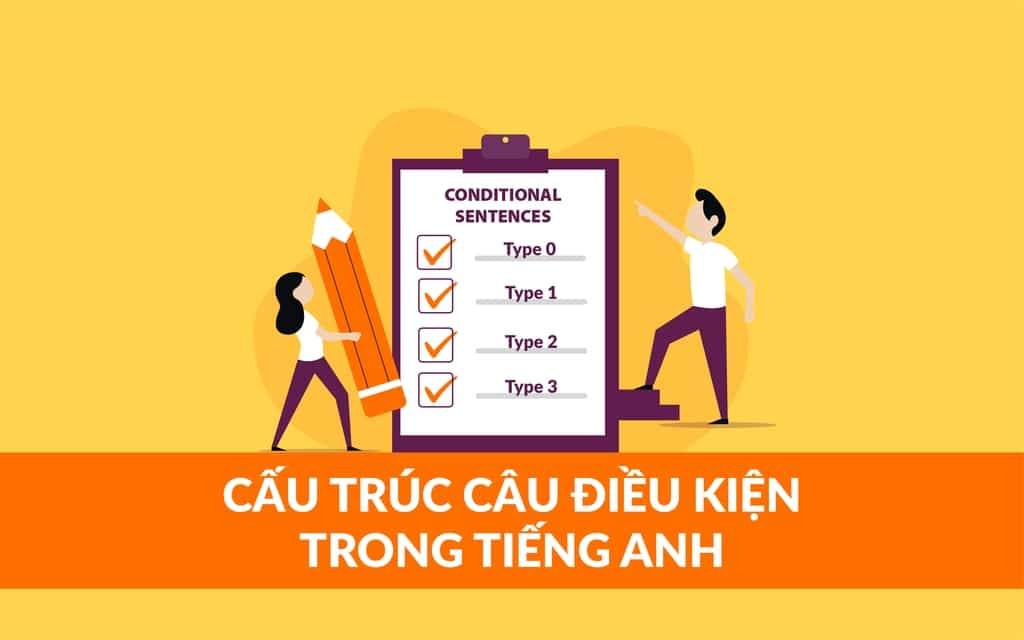 CONDITIONAL
SENTENCES
Type 0
Type 1
Type 2
Type 3
CẤU TRÚC CÂU ĐIỀU KIỆN
TRONG TIẾNG ANH